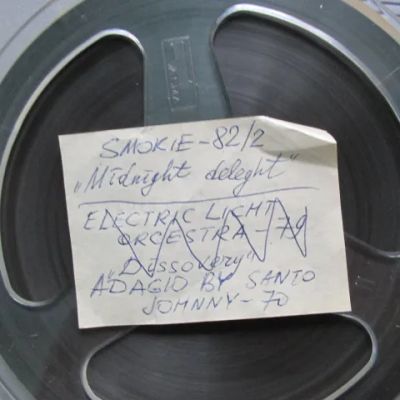 SMOKIE-82/2
„Midnight deleght"
ELECTRIC LIGHT
ORCESTRA-79
„Dissovery"
ADAGIO BY SANTO
JOHNNY-70